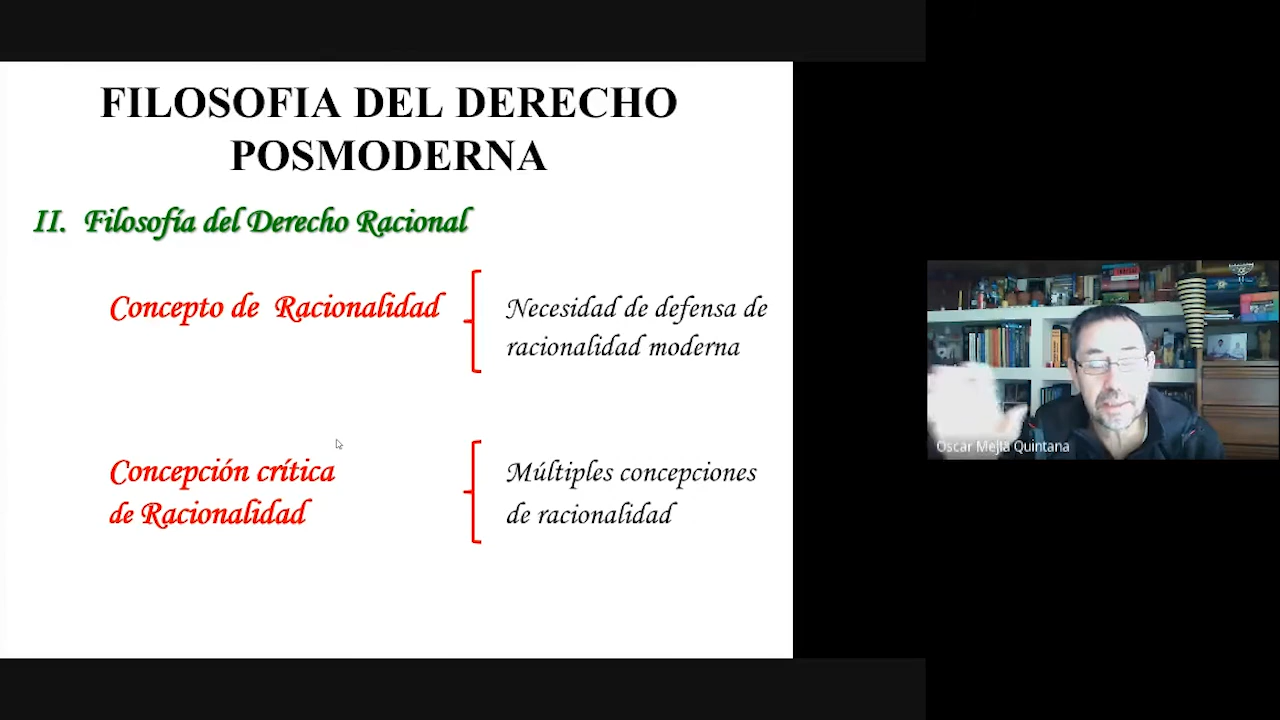 FILOSOFIA DEL DERECHO
POSMODERNA
II. Filosofía del Derecho Racional
Concepto de Racionalidad
Necesidad de defensa de
racionalidad moderna
Concepción crítica
de Racionalidad
Múltiples concepciones
de racionalidad
Oscar Mejía Quintana